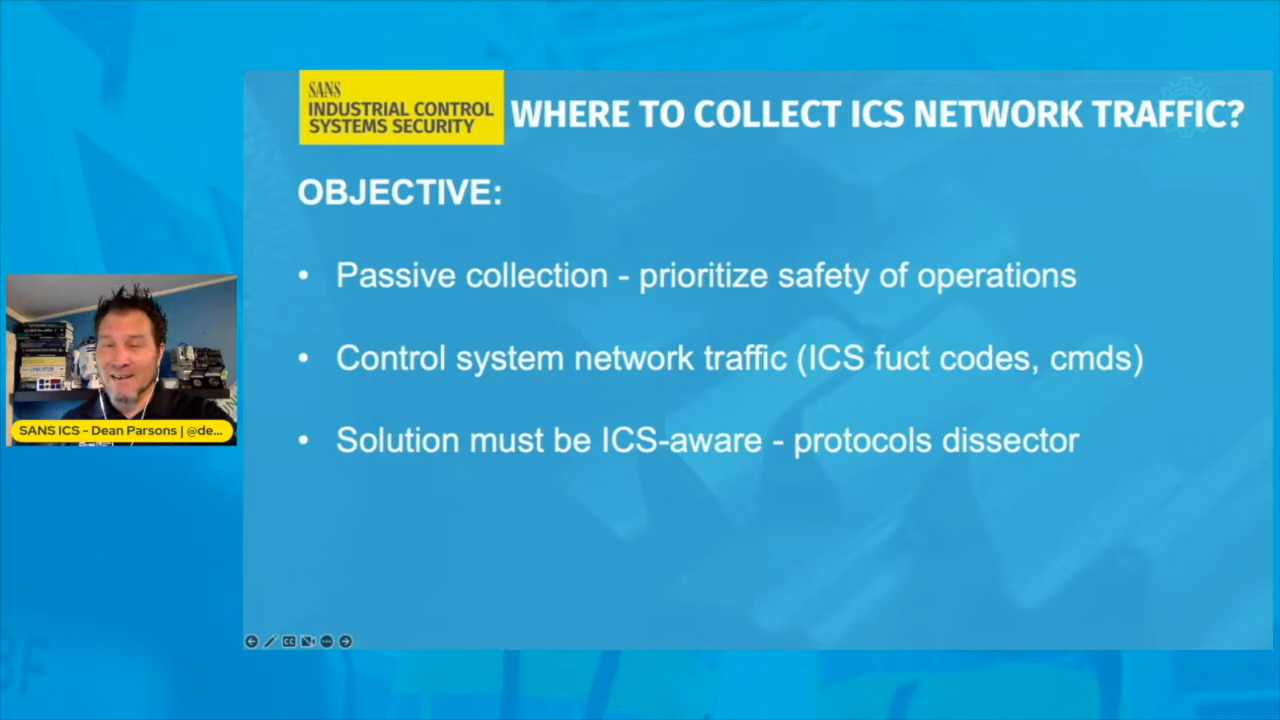 SANS
INDUSTRIAL CONTROL
SYSTEMS SECURITY
WHERE TO COLLECT ICS NETWORK TRAFFIC?
OBJECTIVE:
• Passive collection - prioritize safety of operations
• Control system network traffic (ICS fuct codes, cmds)
• Solution must be ICS-aware - protocols dissector
SANS ICS - Dean Parsons | @de...
CC